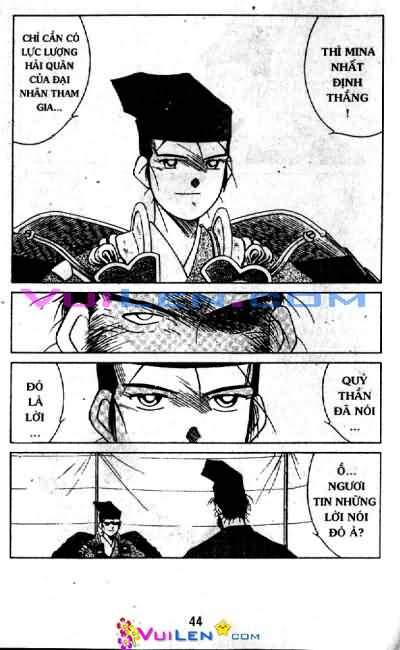 THÌ MINA
NHẤT
ĐỊNH
THẮNG
!
CHỈ CẦN CÓ
LỰC LƯỢNG
HẢI QUÂN
CỦA ĐẠI
NHÂN THAM
GIA...
VUILEN.COM
QUỶ
THẦN
ĐÃ NÓI
...
ĐÓ
LÀ
LỜI
...
Ồ...
NGƯƠI
TIN NHỮNG
LỜI NÓI
ĐÓ À?
44
VUILEN.COM